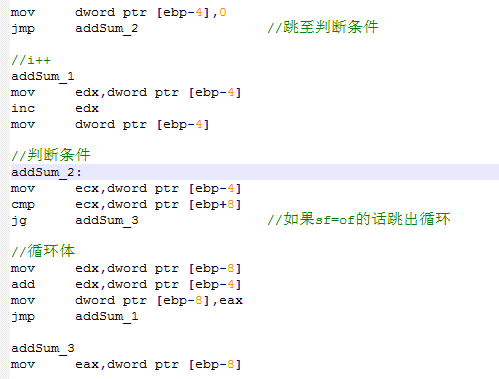 mov dword ptr [ebp-4],0
jmp addSum_2 //跳至判断条件
//i++
addSum_1
mov edx,dword ptr [ebp-4]
inc edx
mov dword ptr [ebp-4]
//判断条件
addSum_2:
mov ecx,dword ptr [ebp-4]
cmp ecx,dword ptr [ebp+8]
jg addSum_3 //如果sf=of的话跳出循环
//循环体
mov edx,dword ptr [ebp-8]
add edx,dword ptr [ebp-4]
mov dword ptr [ebp-8],eax
jmp addSum_1
addSum_3
mov eax,dword ptr [ebp-8]